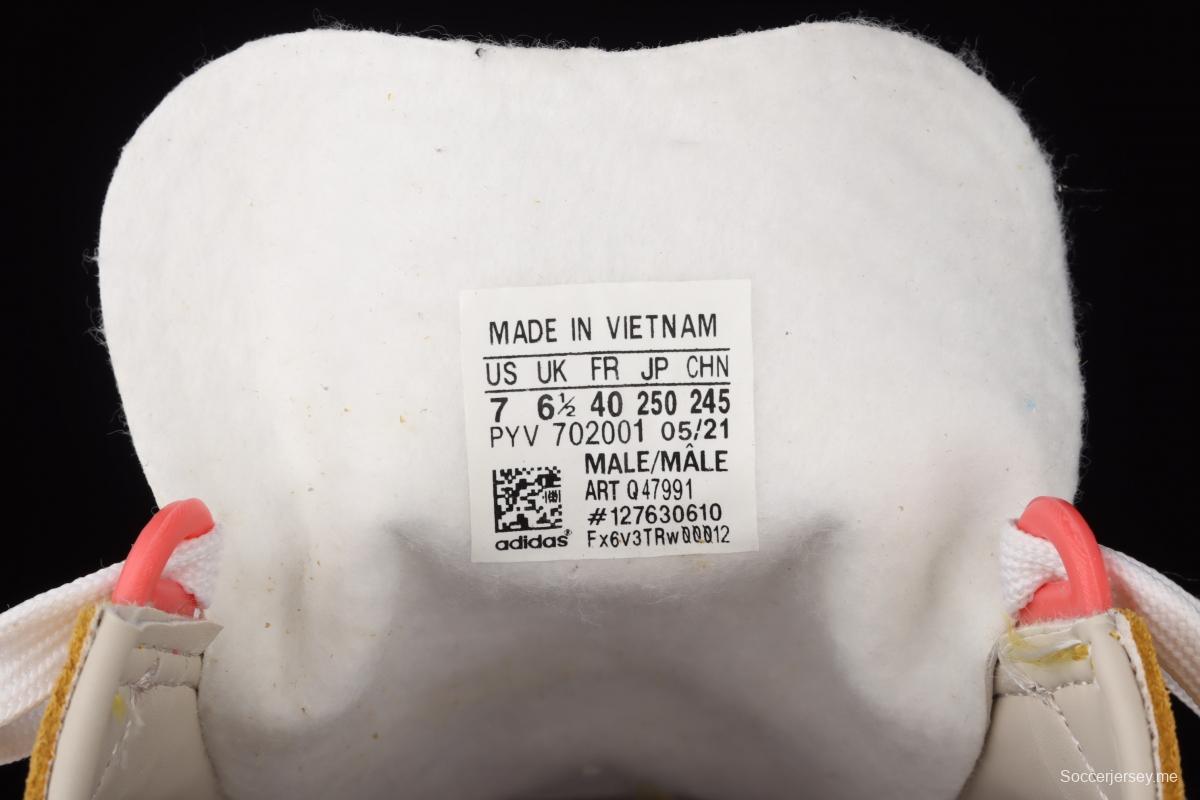 MADE IN VIETNAM
US UK FR JP CHN
7 6½ 40 250 245
PYV 702001 05/21
MALE/MÂLE
ART Q47991
#127630610
Fx6v3TRw00012
adidas
Soccerjersey.me